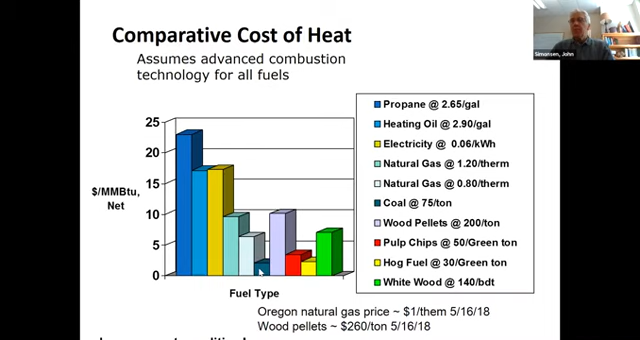 Comparative Cost of Heat
Assumes advanced combustion
technology for all fuels
Simonsen, John
25
20
15
10
5
0
$/MMBtu,
Net
Fuel Type
Propane @ 2.65/gal
Heating Oil @ 2.90/gal
Electricity @ 0.06/kWh
Natural Gas @ 1.20/therm
Natural Gas @ 0.80/therm
Coal @ 75/ton
Wood Pellets @ 200/ton
Pulp Chips @ 50/Green ton
Hog Fuel @ 30/Green ton
White Wood @ 140/bdt
Oregon natural gas price ~ $1/them 5/16/18
Wood pellets ~ $260/ton 5/16/18